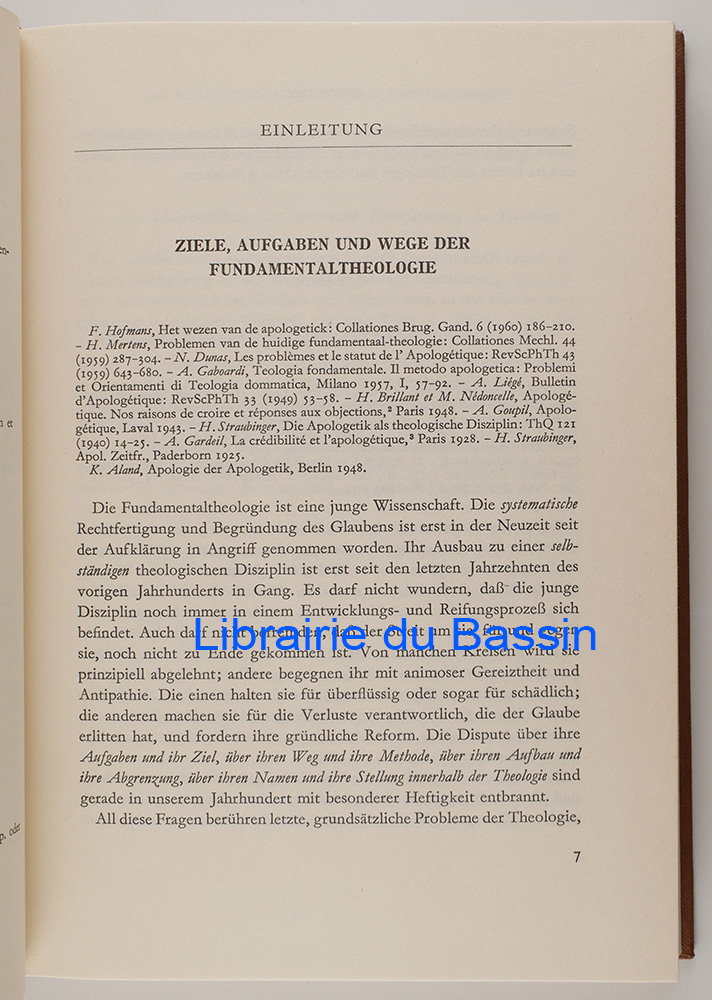 EINLEITUNG
ZIELE, AUFGABEN UND WEGE DER
FUNDAMENTALTHEOLOGIE
F. Hofmans, Het wezen van de apologetick: Collationes Brug. Gand. 6 (1960) 186–210.
– H. Mertens, Problemen van de huidige fundamentaal-theologie: Collationes Mechl. 44
(1959) 287–304. – N. Dunas, Les problèmes et le statut de l' Apologétique: RevScPhTh 43
(1959) 643–680. – A. Gaboardi, Teologia fondamentale. Il metodo apologetica: Problemi
et Orientamenti di Teologia dommatica, Milano 1957, I, 57–92. – A. Liégé, Bulletin
d'Apologétique: RevScPhTh 33 (1949) 53–58. – H. Brillant et M. Nédoncelle, Apologé-
tique. Nos raisons de croire et réponses aux objections,² Paris 1948. – A. Goupil, Apolo-
gétique, Laval 1943. – H. Straubinger, Die Apologetik als theologische Disziplin: ThQ 121
(1940) 14–25. – A. Gardeil, La crédibilité et l'apologétique,³ Paris 1928. – H. Straubinger,
Apol. Zeitfr., Paderborn 1925.
K. Aland, Apologie der Apologetik, Berlin 1948.
Die Fundamentaltheologie ist eine junge Wissenschaft. Die systematische
Rechtfertigung und Begründung des Glaubens ist erst in der Neuzeit seit
der Aufklärung in Angriff genommen worden. Ihr Ausbau zu einer selb-
ständigen theologischen Disziplin ist erst seit den letzten Jahrzehnten des
vorigen Jahrhunderts in Gang. Es darf nicht wundern, daß die junge
Disziplin noch immer in einem Entwicklungs- und Reifungsprozeß sich
befindet. Auch darf nicht befremden, daß der Streit um sie, für und gegen
Librairie du Bassin
sie, noch nicht zu Ende gekommen ist. Von manchen Kreisen wird sie
prinzipiell abgelehnt; andere begegnen ihr mit animoser Gereiztheit und
Antipathie. Die einen halten sie für überflüssig oder sogar für schädlich;
die anderen machen sie für die Verluste verantwortlich, die der Glaube
erlitten hat, und fordern ihre gründliche Reform. Die Dispute über ihre
Aufgaben und ihr Ziel, über ihren Weg und ihre Methode, über ihren Aufbau und
ihre Abgrenzung, über ihren Namen und ihre Stellung innerhalb der Theologie sind
gerade in unserem Jahrhundert mit besonderer Heftigkeit entbrannt.
All diese Fragen berühren letzte, grundsätzliche Probleme der Theologie,
7